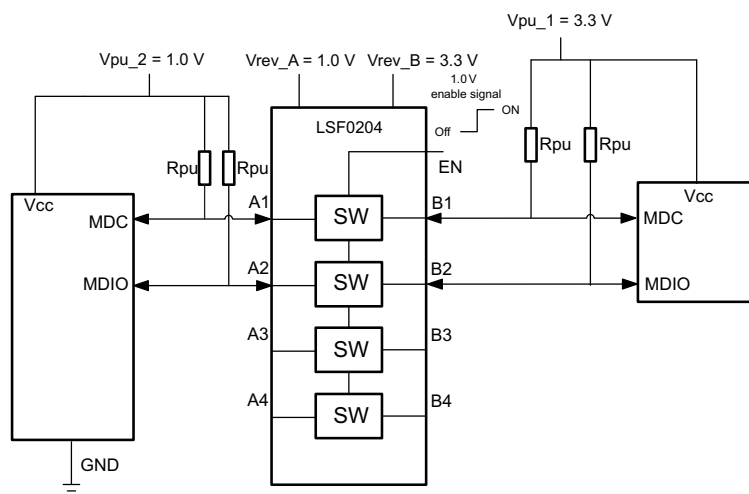 Vpu_1 = 3.3 V
Vpu_2 = 1.0 V
Vrev_A = 1.0 V
Vrev_B = 3.3 V
1.0 V
enable signal
ON
Off
LSF0204
EN
Rpu
Rpu
Rpu
Rpu
Vcc
MDC
MDIO
GND
A1
SW
B1
A2
SW
B2
A3
SW
B3
A4
SW
B4
Vcc
MDC
MDIO